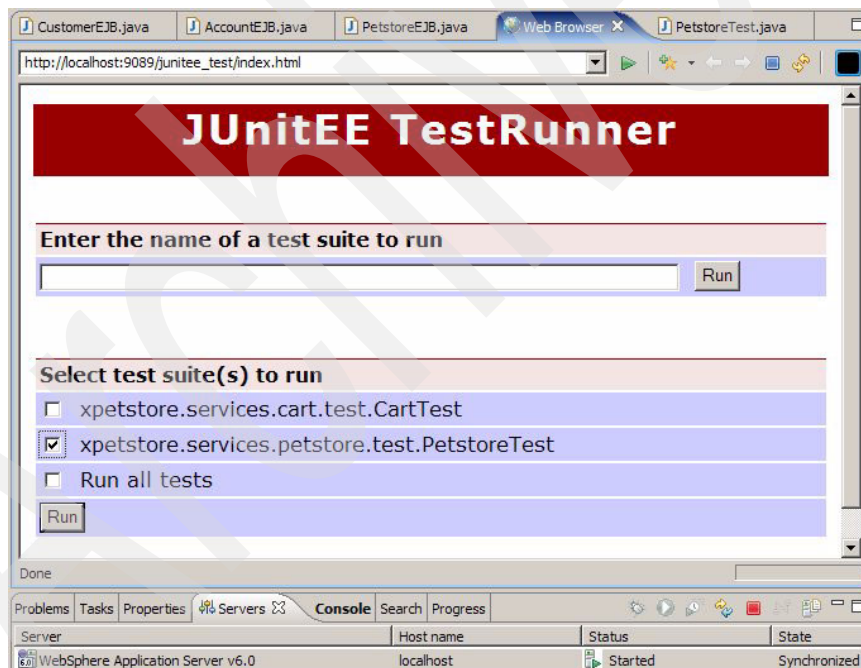 CustomerEJB.java AccountEJB.java PetstoreEJB.java Web Browser PetstoreTest.java
http://localhost:9089/junitee_test/index.html
JUnitEE TestRunner
Enter the name of a test suite to run
Run
Select test suite(s) to run
xpetstore.services.cart.test.CartTest
xpetstore.services.petstore.test.PetstoreTest
Run all tests
Run
Done
Problems Tasks Properties Servers Console Search Progress
Server Host name Status State
WebSphere Application Server v6.0 localhost Started Synchronized